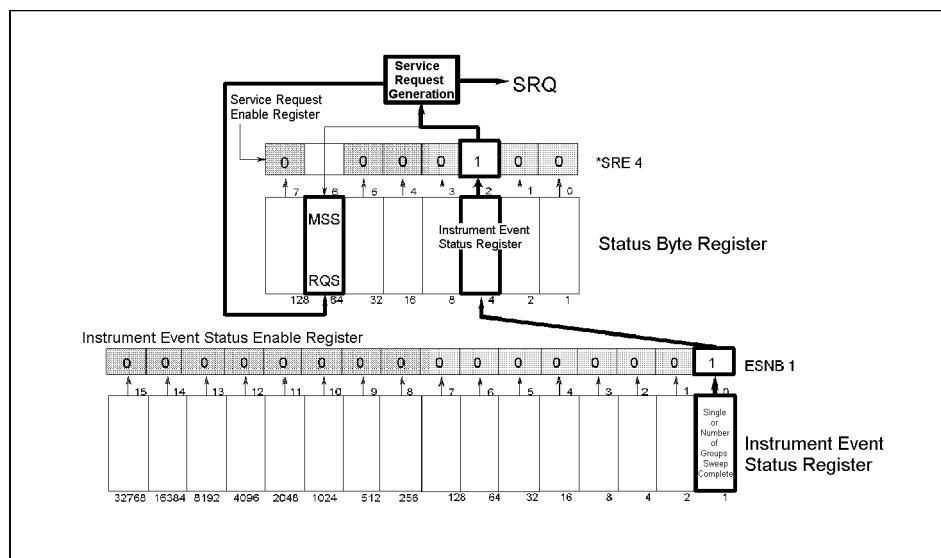 Service
Request
Generation
SRQ
Service Request
Enable Register
0 0 0 0 1 0 0
*SRE 4
7 6 5 4 3 2 1 0
MSS
Instrument Event
Status Register
Status Byte Register
RQS
128 64 32 16 8 4 2 1
Instrument Event Status Enable Register
0 0 0 0 0 0 0 0 0 0 0 0 0 0 0 1
ESNB 1
15 14 13 12 11 10 9 8 7 6 5 4 3 2 1 0
Single
or
Number
of
Groups
Sweep
Complete
Instrument Event
Status Register
32768 16384 8192 4096 2048 1024 512 256 128 64 32 16 8 4 2 1